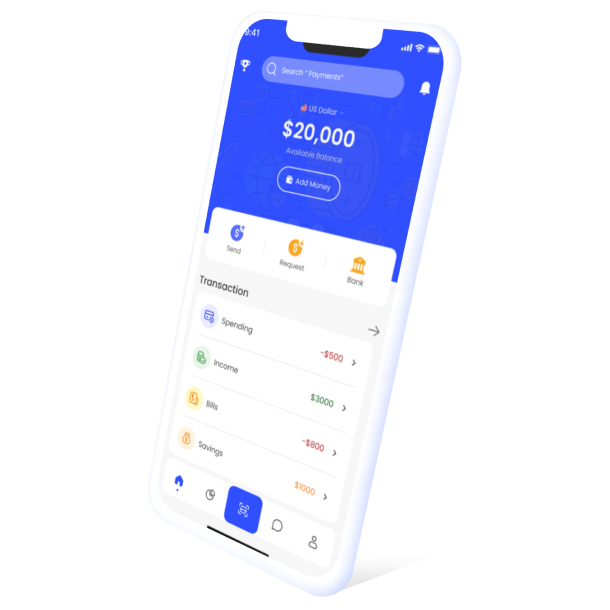 9:41
Search " Payments"
US Dollar
$20,000
Available Balance
Add Money
Send
Request
Bank
Transaction
Spending
-$500
Income
$3000
Bills
-$800
Savings
$1000